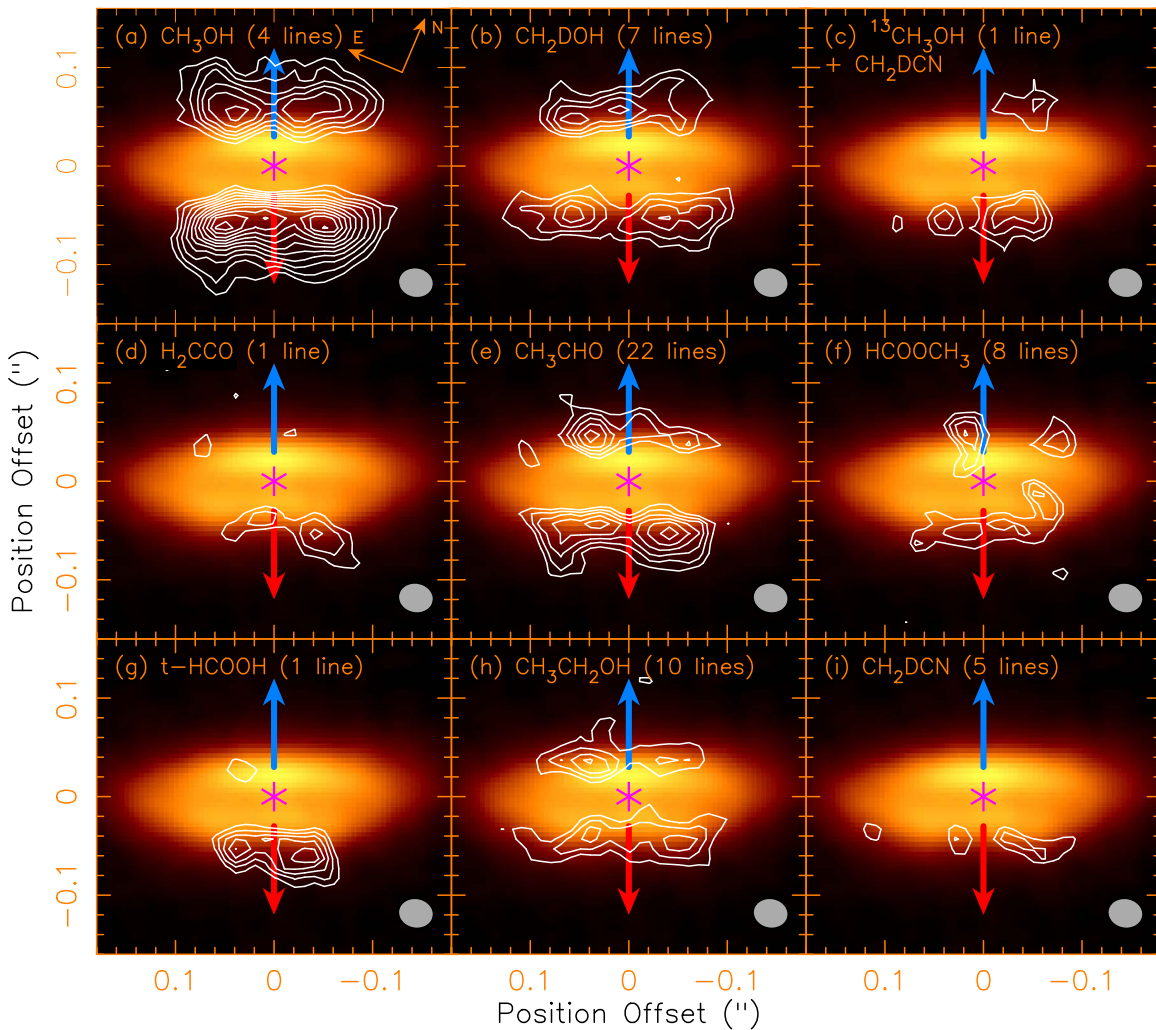 (a) CH₃OH (4 lines) E N
(b) CH₂DOH (7 lines)
(c) ¹³CH₃OH (1 line)
+ CH₂DCN
0.1
0
−0.1
(d) H₂CCO (1 line)
(e) CH₃CHO (22 lines)
(f) HCOOCH₃ (8 lines)
0.1
0
−0.1
Position Offset (")
(g) t−HCOOH (1 line)
(h) CH₃CH₂OH (10 lines)
(i) CH₂DCN (5 lines)
0.1
0
−0.1
0.1 0 −0.1
0.1 0 −0.1
0.1 0 −0.1
Position Offset (")